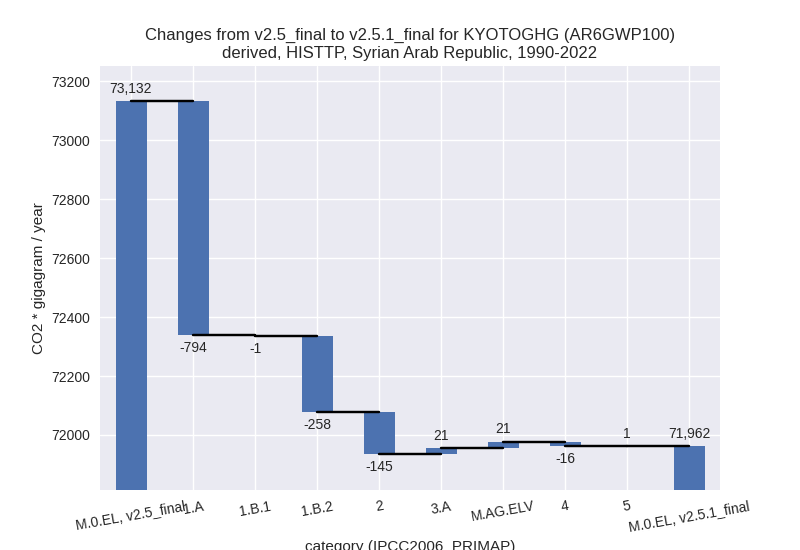 Changes from v2.5_final to v2.5.1_final for KYOTOGHG (AR6GWP100)
derived, HISTTP, Syrian Arab Republic, 1990-2022
CO2 * gigagram / year
73200
73000
72800
72600
72400
72200
72000
73,132
-794
-1
-258
-145
21
21
-16
1
71,962
M.0.EL, v2.5_final
1.A
1.B.1
1.B.2
2
3.A
M.AG.ELV
4
5
M.0.EL, v2.5.1_final
category (IPCC2006_PRIMAP)